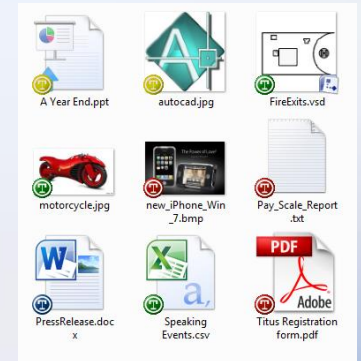 A Year End.ppt
autocad.jpg
FireExits.vsd
motorcycle.jpg
new_iPhone_Win
_7.bmp
Pay_Scale_Report
.txt
W
X
a,
PDF
Adobe
PressRelease.doc
x
Speaking
Events.csv
Titus Registration
form.pdf